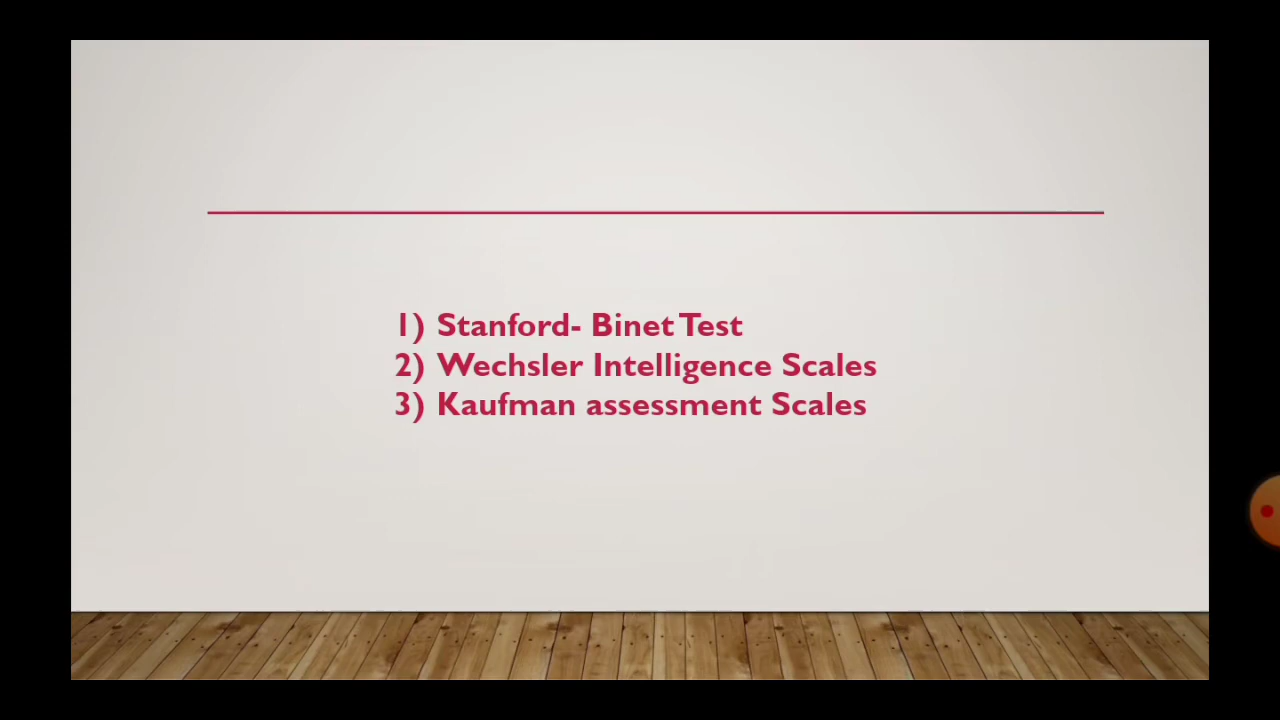 1) Stanford- Binet Test
2) Wechsler Intelligence Scales
3) Kaufman assessment Scales